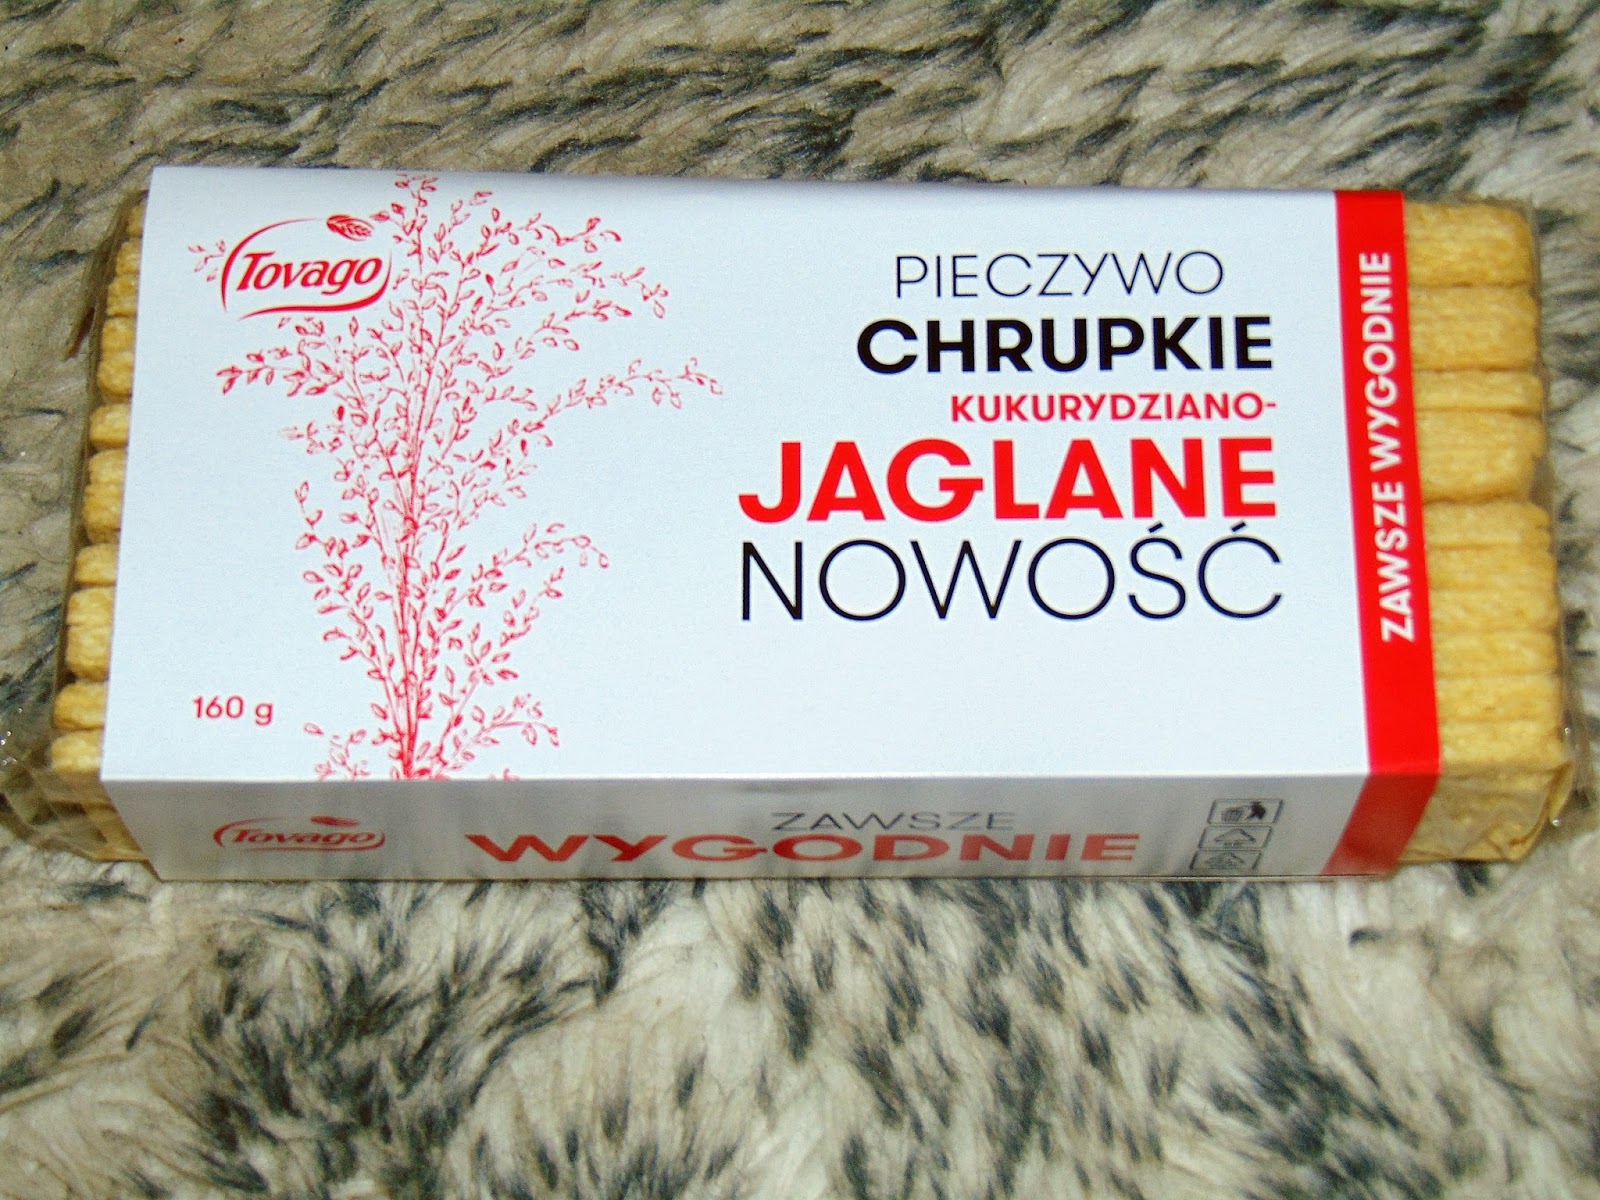 Tovago
PIECZYWO
CHRUPKIE
KUKURYDZIANO-
JAGLANE
NOWOŚĆ
160 g
ZAWSZE WYGODNIE
Tovago
ZAWSZE
WYGODNIE